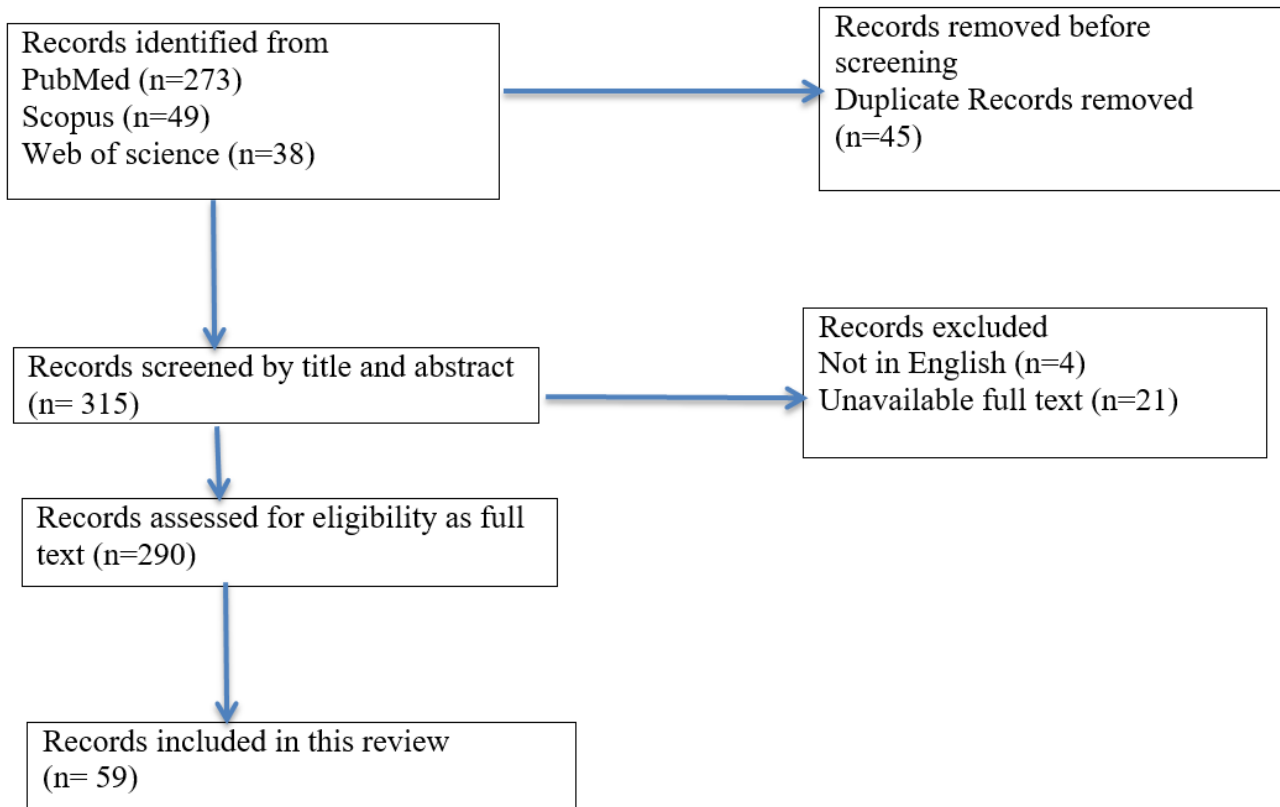 Records identified from
PubMed (n=273)
Scopus (n=49)
Web of science (n=38)
Records removed before
screening
Duplicate Records removed
(n=45)
Records screened by title and abstract
(n= 315)
Records excluded
Not in English (n=4)
Unavailable full text (n=21)
Records assessed for eligibility as full
text (n=290)
Records included in this review
(n= 59)